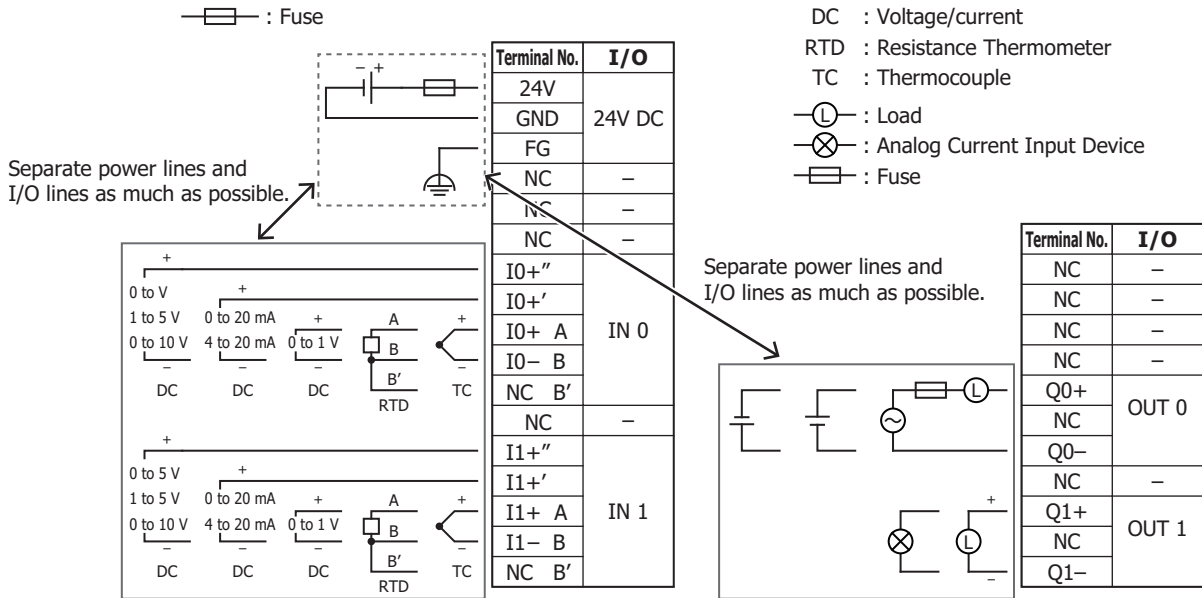 : Fuse
DC : Voltage/current
RTD : Resistance Thermometer
TC : Thermocouple
L : Load
: Analog Current Input Device
: Fuse
Separate power lines and
I/O lines as much as possible.
− +
Terminal No. I/O
24V
GND 24V DC
FG
NC −
NC −
NC −
I0+″
I0+′
I0+ A IN 0
I0− B
NC B′
NC −
I1+″
I1+′
I1+ A IN 1
I1− B
NC B′
+
0 to V +
1 to 5 V 0 to 20 mA + A +
0 to 10 V 4 to 20 mA 0 to 1 V B
− − − B′ −
DC DC DC RTD TC
+
0 to 5 V +
1 to 5 V 0 to 20 mA + A +
0 to 10 V 4 to 20 mA 0 to 1 V B
− − − B′ −
DC DC DC RTD TC
Separate power lines and
I/O lines as much as possible.
L
+
L
−
Terminal No. I/O
NC −
NC −
NC −
NC −
Q0+
NC OUT 0
Q0−
NC −
Q1+
NC OUT 1
Q1−